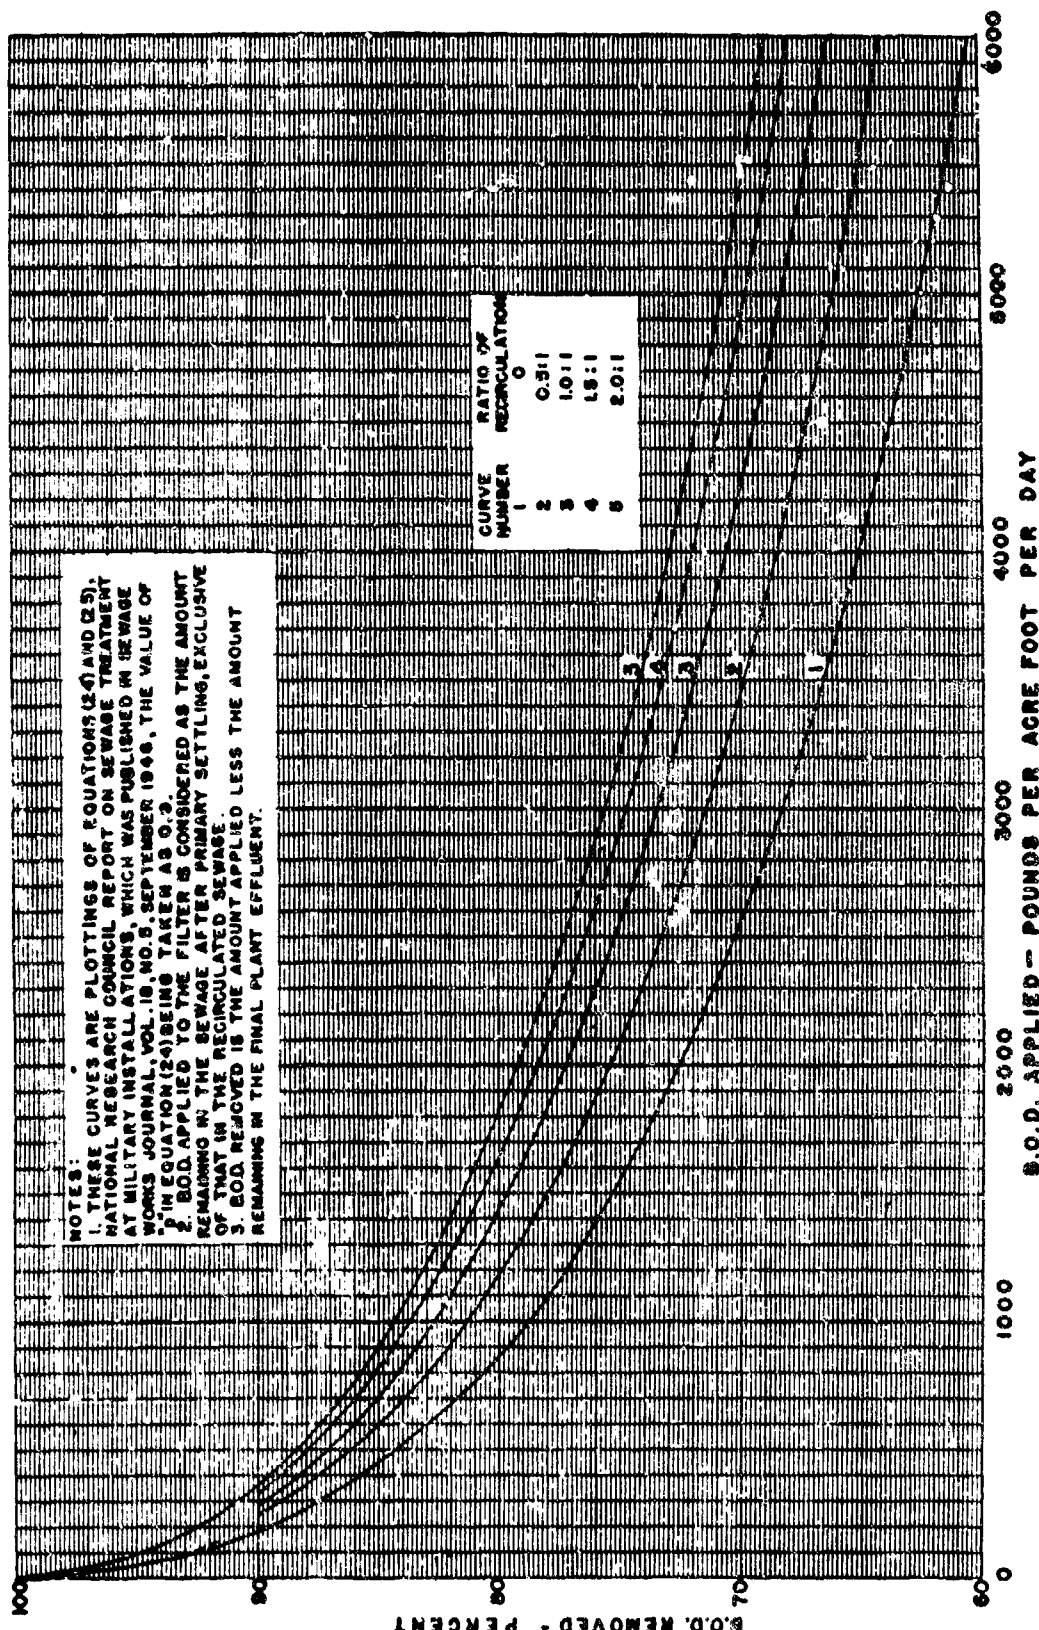 NOTES:
1. THESE CURVES ARE PLOTTINGS OF EQUATIONS (24) AND (25),
NATIONAL RESEARCH COUNCIL REPORT ON SEWAGE TREATMENT
AT MILITARY INSTALLATIONS, WHICH WAS PUBLISHED IN SEWAGE
WORKS JOURNAL, VOL. 18, NO. 5, SEPTEMBER 1946, THE VALUE OF
"P" IN EQUATION (24) BEING TAKEN AS 0.9.
2. B.O.D. APPLIED TO THE FILTER IS CONSIDERED AS THE AMOUNT
REMAINING IN THE SEWAGE AFTER PRIMARY SETTLING, EXCLUSIVE
OF THAT IN THE RECIRCULATED SEWAGE.
3. B.O.D. REMOVED IS THE AMOUNT APPLIED LESS THE AMOUNT
REMAINING IN THE FINAL PLANT EFFLUENT.
CURVE NUMBER RATIO OF RECIRCULATION
1 0
2 0.5:1
3 1.0:1
4 1.5:1
5 2.0:1
5
4
3
2
1
B.O.D. REMOVED - PERCENT
100
90
80
70
60
0
1000
2000
3000
4000
5000
6000
B.O.D. APPLIED -- POUNDS PER ACRE FOOT PER DAY